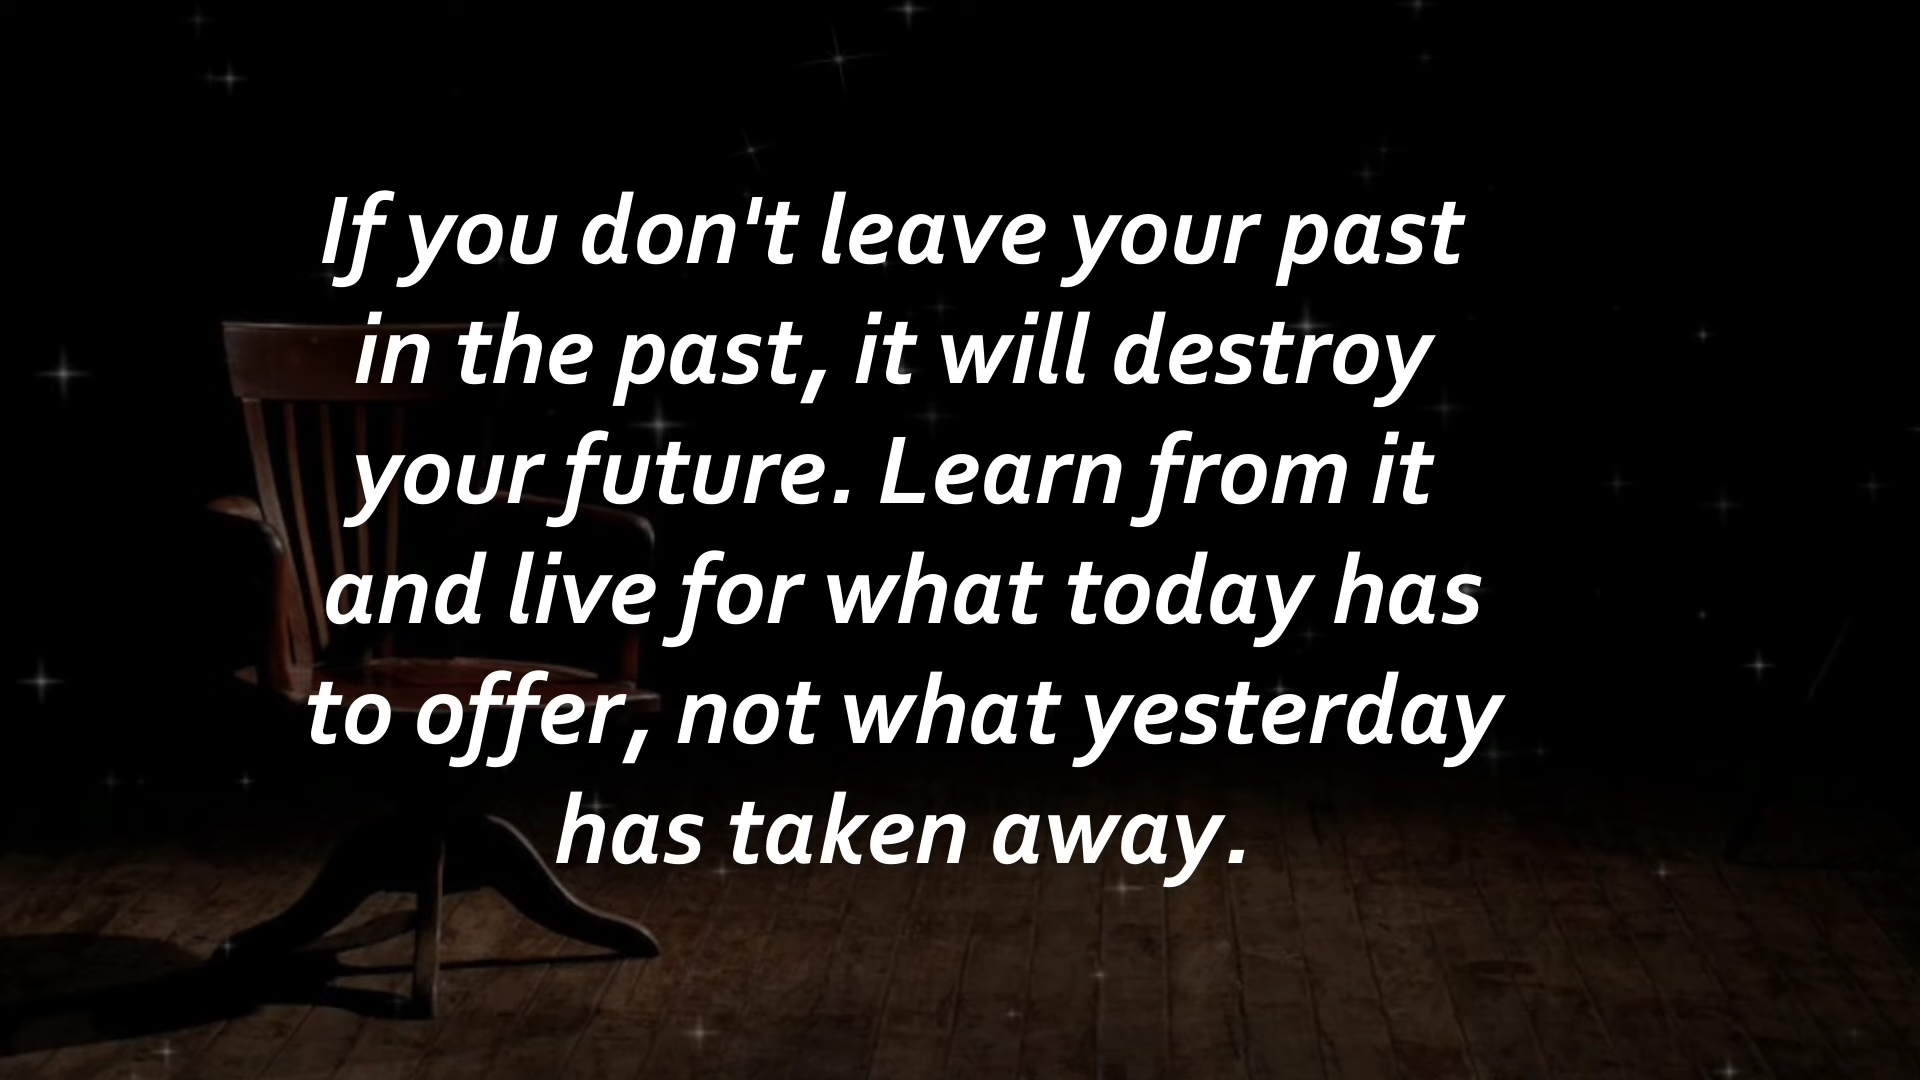 If you don't leave your past
in the past, it will destroy
your future. Learn from it
and live for what today has
to offer, not what yesterday
has taken away.